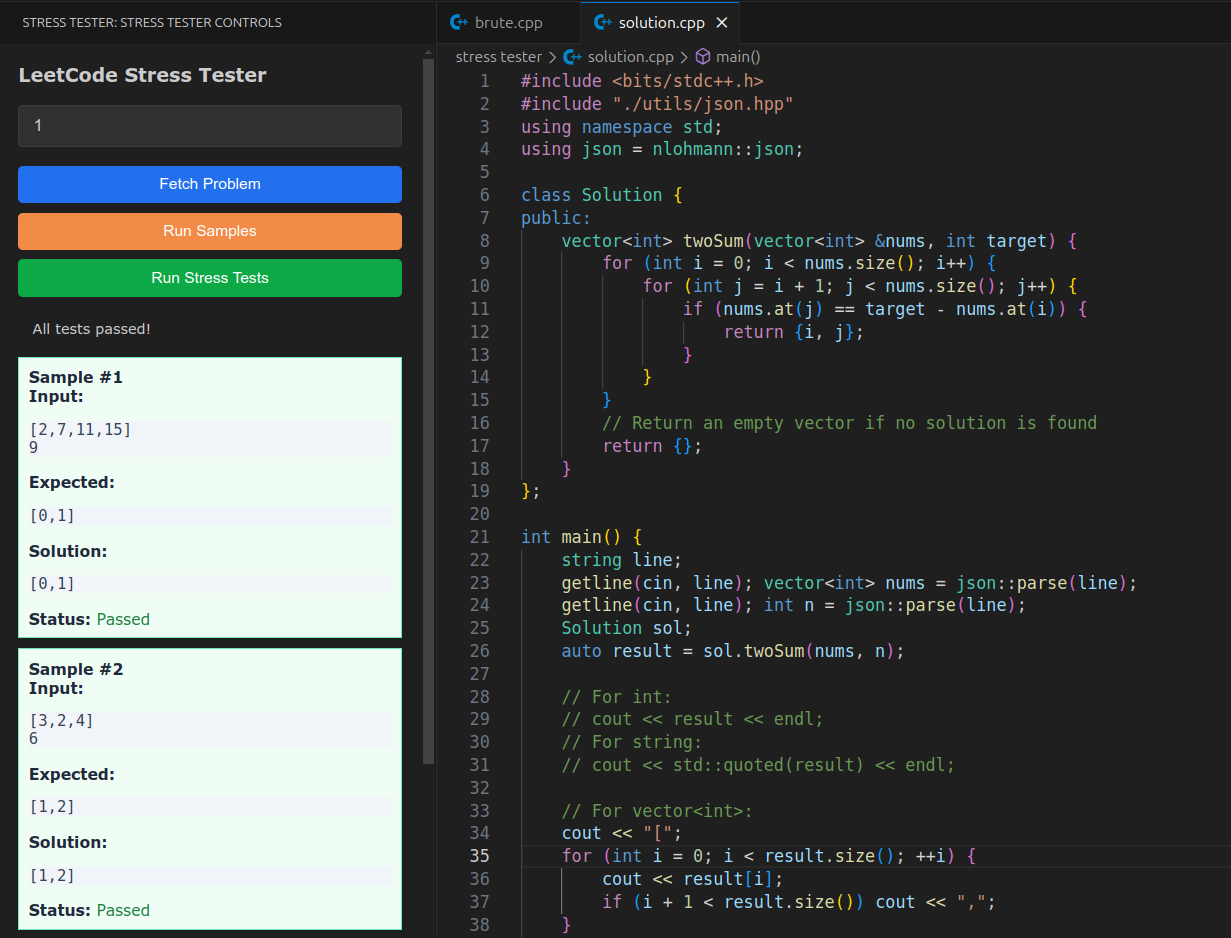 STRESS TESTER: STRESS TESTER CONTROLS
LeetCode Stress Tester
1
Fetch Problem
Run Samples
Run Stress Tests
All tests passed!
Sample #1
Input:
[2,7,11,15]
9
Expected:
[0,1]
Solution:
[0,1]
Status: Passed
Sample #2
Input:
[3,2,4]
6
Expected:
[1,2]
Solution:
[1,2]
Status: Passed
brute.cpp
solution.cpp
stress tester > solution.cpp > main()
1 #include <bits/stdc++.h>
2 #include "./utils/json.hpp"
3 using namespace std;
4 using json = nlohmann::json;
5
6 class Solution {
7 public:
8     vector<int> twoSum(vector<int> &nums, int target) {
9         for (int i = 0; i < nums.size(); i++) {
10             for (int j = i + 1; j < nums.size(); j++) {
11                 if (nums.at(j) == target - nums.at(i)) {
12                     return {i, j};
13                 }
14             }
15         }
16         // Return an empty vector if no solution is found
17         return {};
18     }
19 };
20
21 int main() {
22     string line;
23     getline(cin, line); vector<int> nums = json::parse(line);
24     getline(cin, line); int n = json::parse(line);
25     Solution sol;
26     auto result = sol.twoSum(nums, n);
27
28     // For int:
29     // cout << result << endl;
30     // For string:
31     // cout << std::quoted(result) << endl;
32
33     // For vector<int>:
34     cout << "[";
35     for (int i = 0; i < result.size(); ++i) {
36         cout << result[i];
37         if (i + 1 < result.size()) cout << ",";
38     }